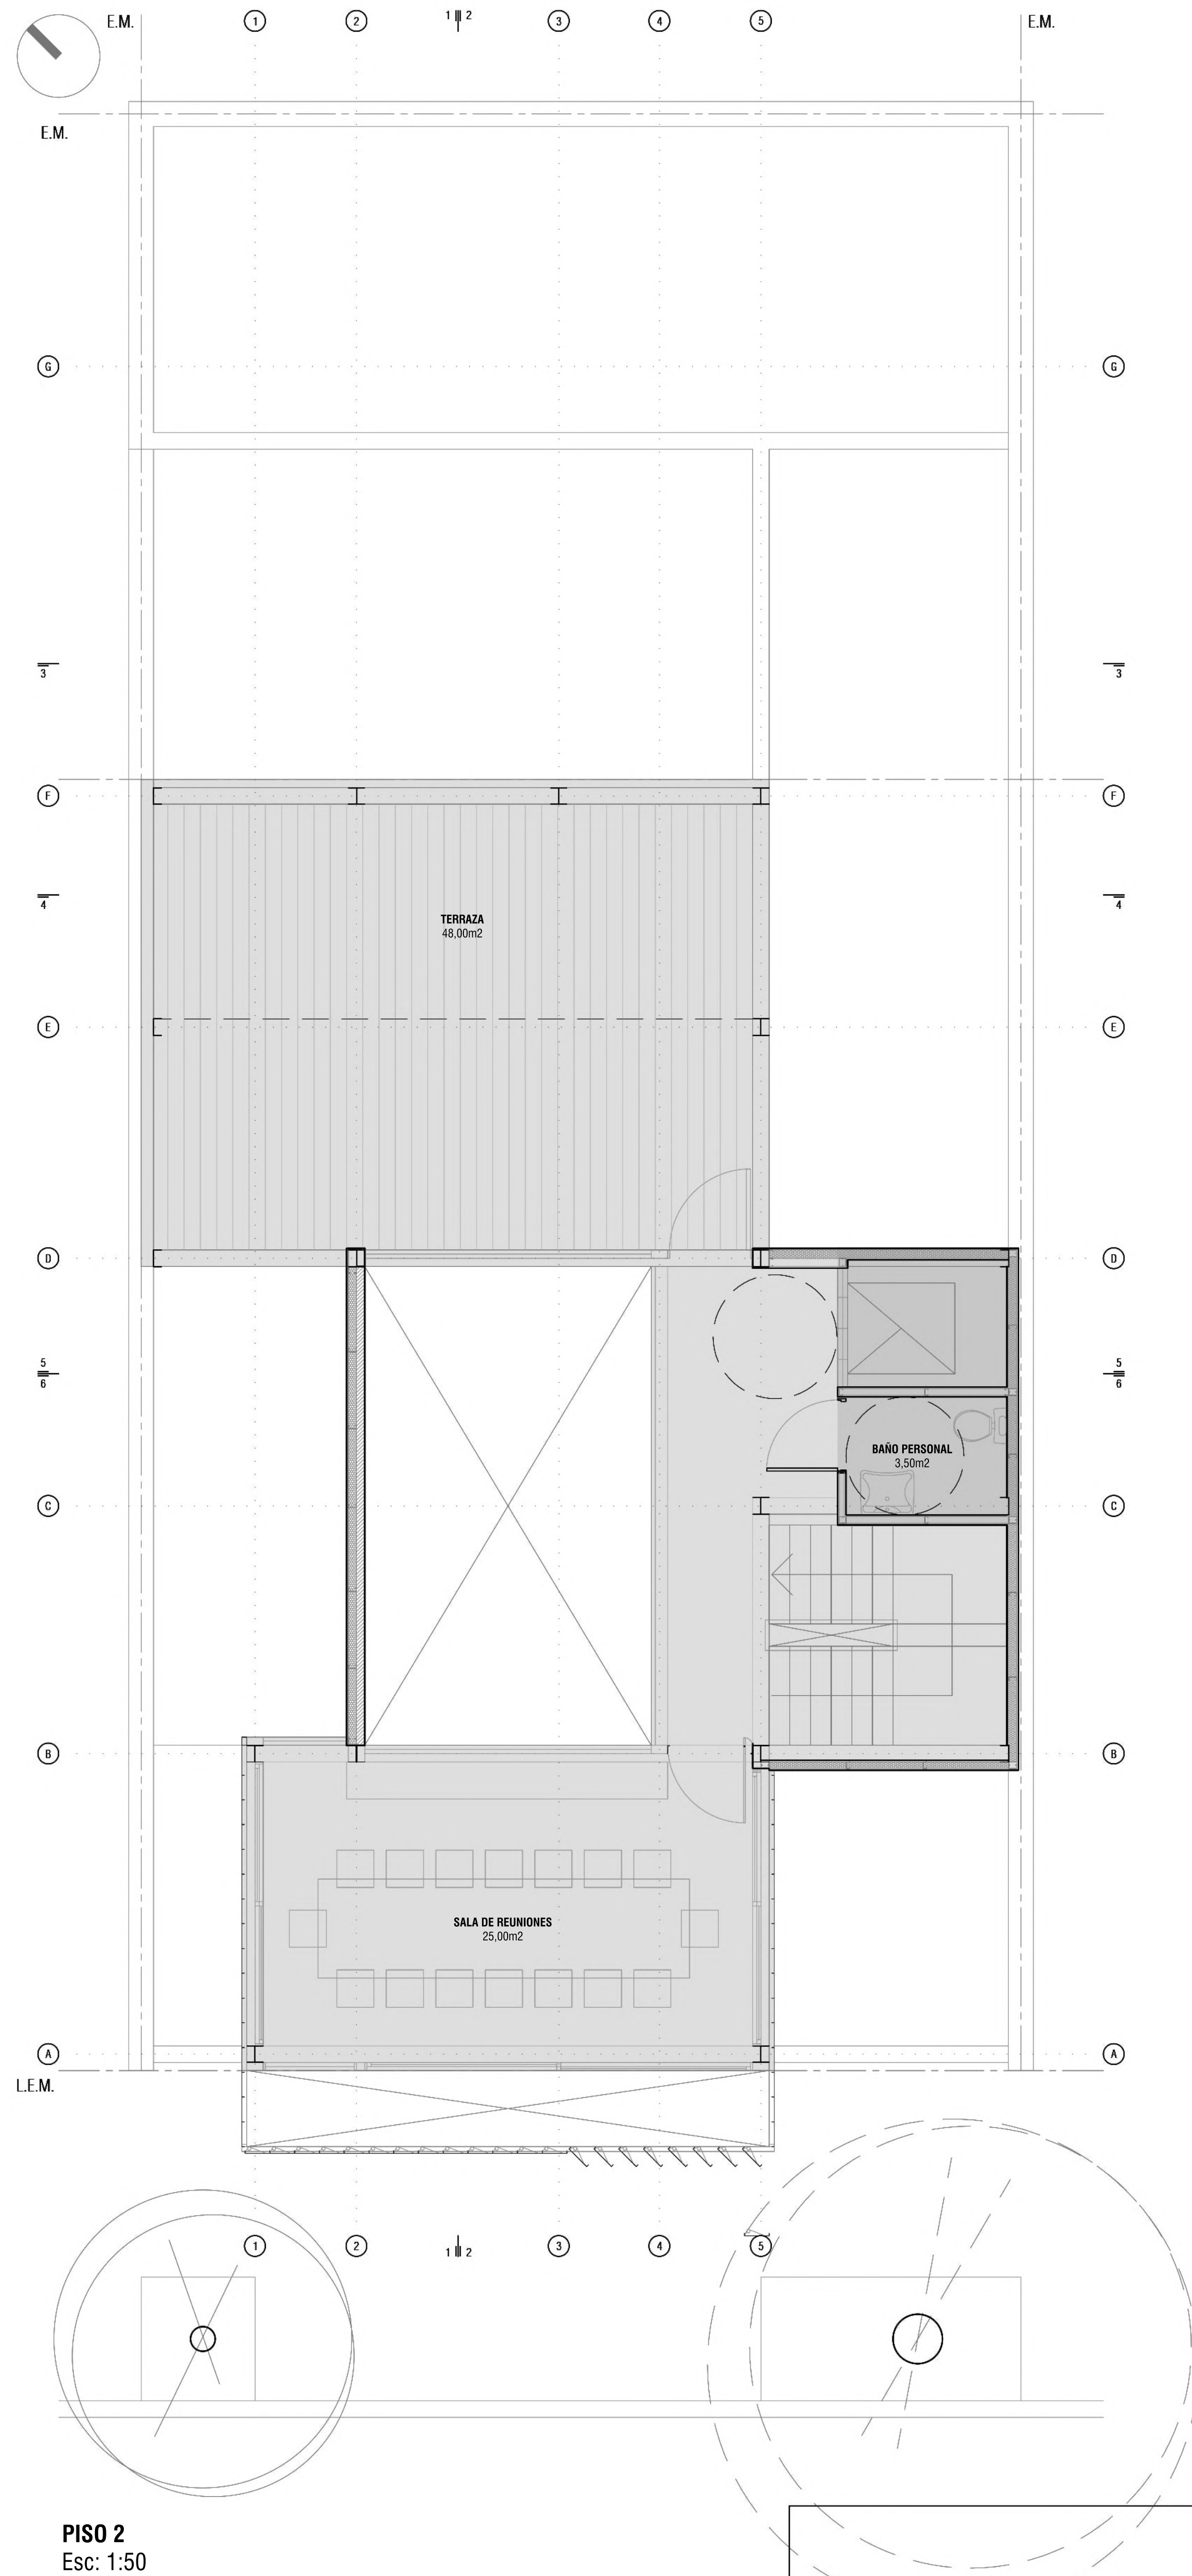 E.M. 1 2 1 2 3 4 5 E.M.
E.M.
G G
3 3
F F
4 4
TERRAZA
48,00m2
E E
D D
5 5
6 6
BAÑO PERSONAL
3,50m2
C C
B B
SALA DE REUNIONES
25,00m2
A A
L.E.M.
1 2 1 2 3 4 5
PISO 2
Esc: 1:50